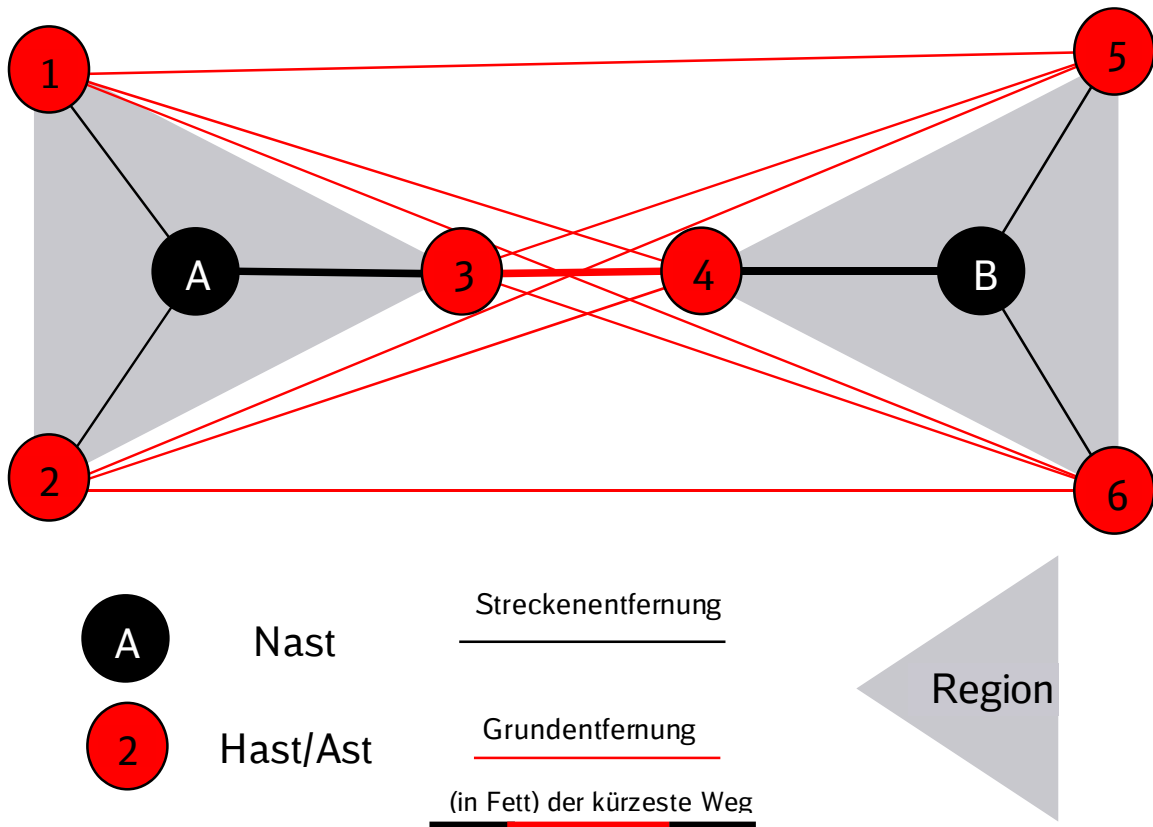 1
5
A
3
4
B
2
6
A
Nast
Streckenentfernung
Region
2
Hast/Ast
Grundentfernung
(in Fett) der kürzeste Weg